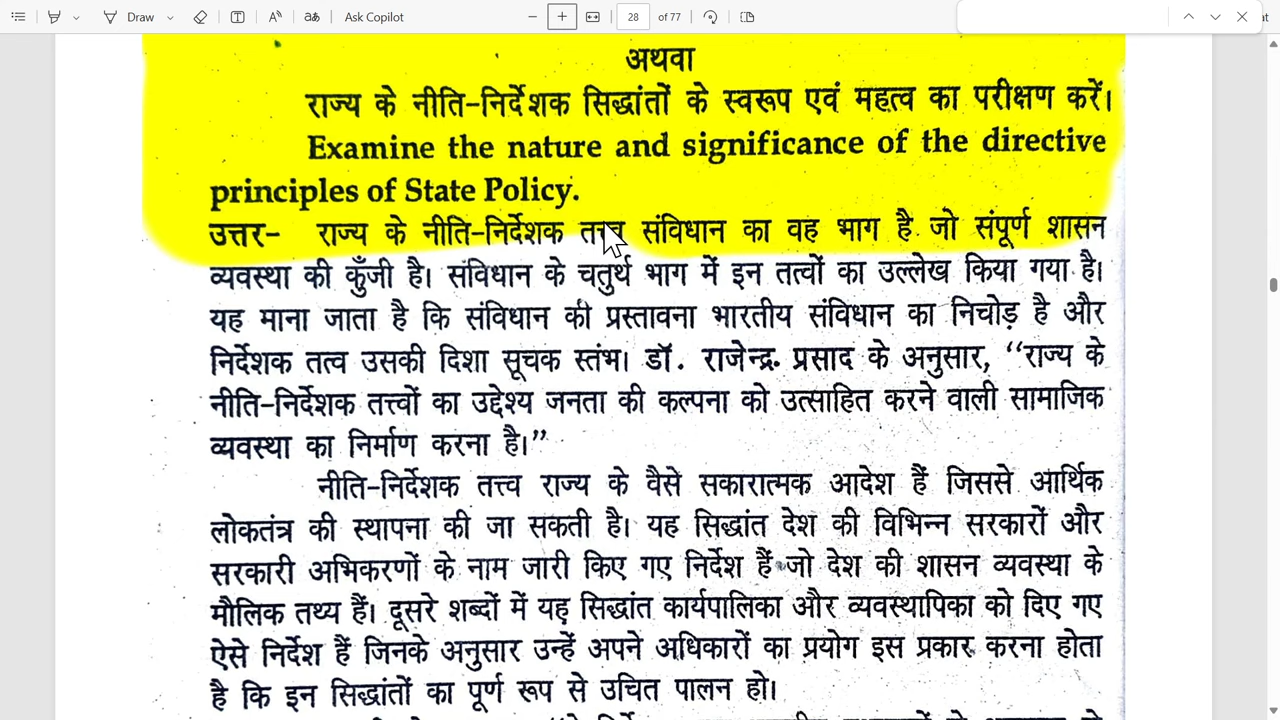 Draw
Ask Copilot
28 of 77
अथवा
राज्य के नीति-निर्देशक सिद्धांतों के स्वरूप एवं महत्व का परीक्षण करें।
Examine the nature and significance of the directive
principles of State Policy.
उत्तर- राज्य के नीति-निर्देशक तत्त्व संविधान का वह भाग है जो संपूर्ण शासन
व्यवस्था की कुँजी है। संविधान के चतुर्थ भाग में इन तत्वों का उल्लेख किया गया है।
यह माना जाता है कि संविधान की प्रस्तावना भारतीय संविधान का निचोड़ है और
निर्देशक तत्व उसकी दिशा सूचक स्तंभ। डॉ. राजेन्द्र प्रसाद के अनुसार, ‘‘राज्य के
नीति-निर्देशक तत्त्वों का उद्देश्य जनता की कल्पना को उत्साहित करने वाली सामाजिक
व्यवस्था का निर्माण करना है।’’
नीति-निर्देशक तत्त्व राज्य के वैसे सकारात्मक आदेश हैं जिससे आर्थिक
लोकतंत्र की स्थापना की जा सकती है। यह सिद्धांत देश की विभिन्न सरकारों और
सरकारी अभिकरणों के नाम जारी किए गए निर्देश हैं जो देश की शासन व्यवस्था के
मौलिक तथ्य हैं। दूसरे शब्दों में यह सिद्धांत कार्यपालिका और व्यवस्थापिका को दिए गए
ऐसे निर्देश हैं जिनके अनुसार उन्हें अपने अधिकारों का प्रयोग इस प्रकार करना होता
है कि इन सिद्धांतों का पूर्ण रूप से उचित पालन हो।